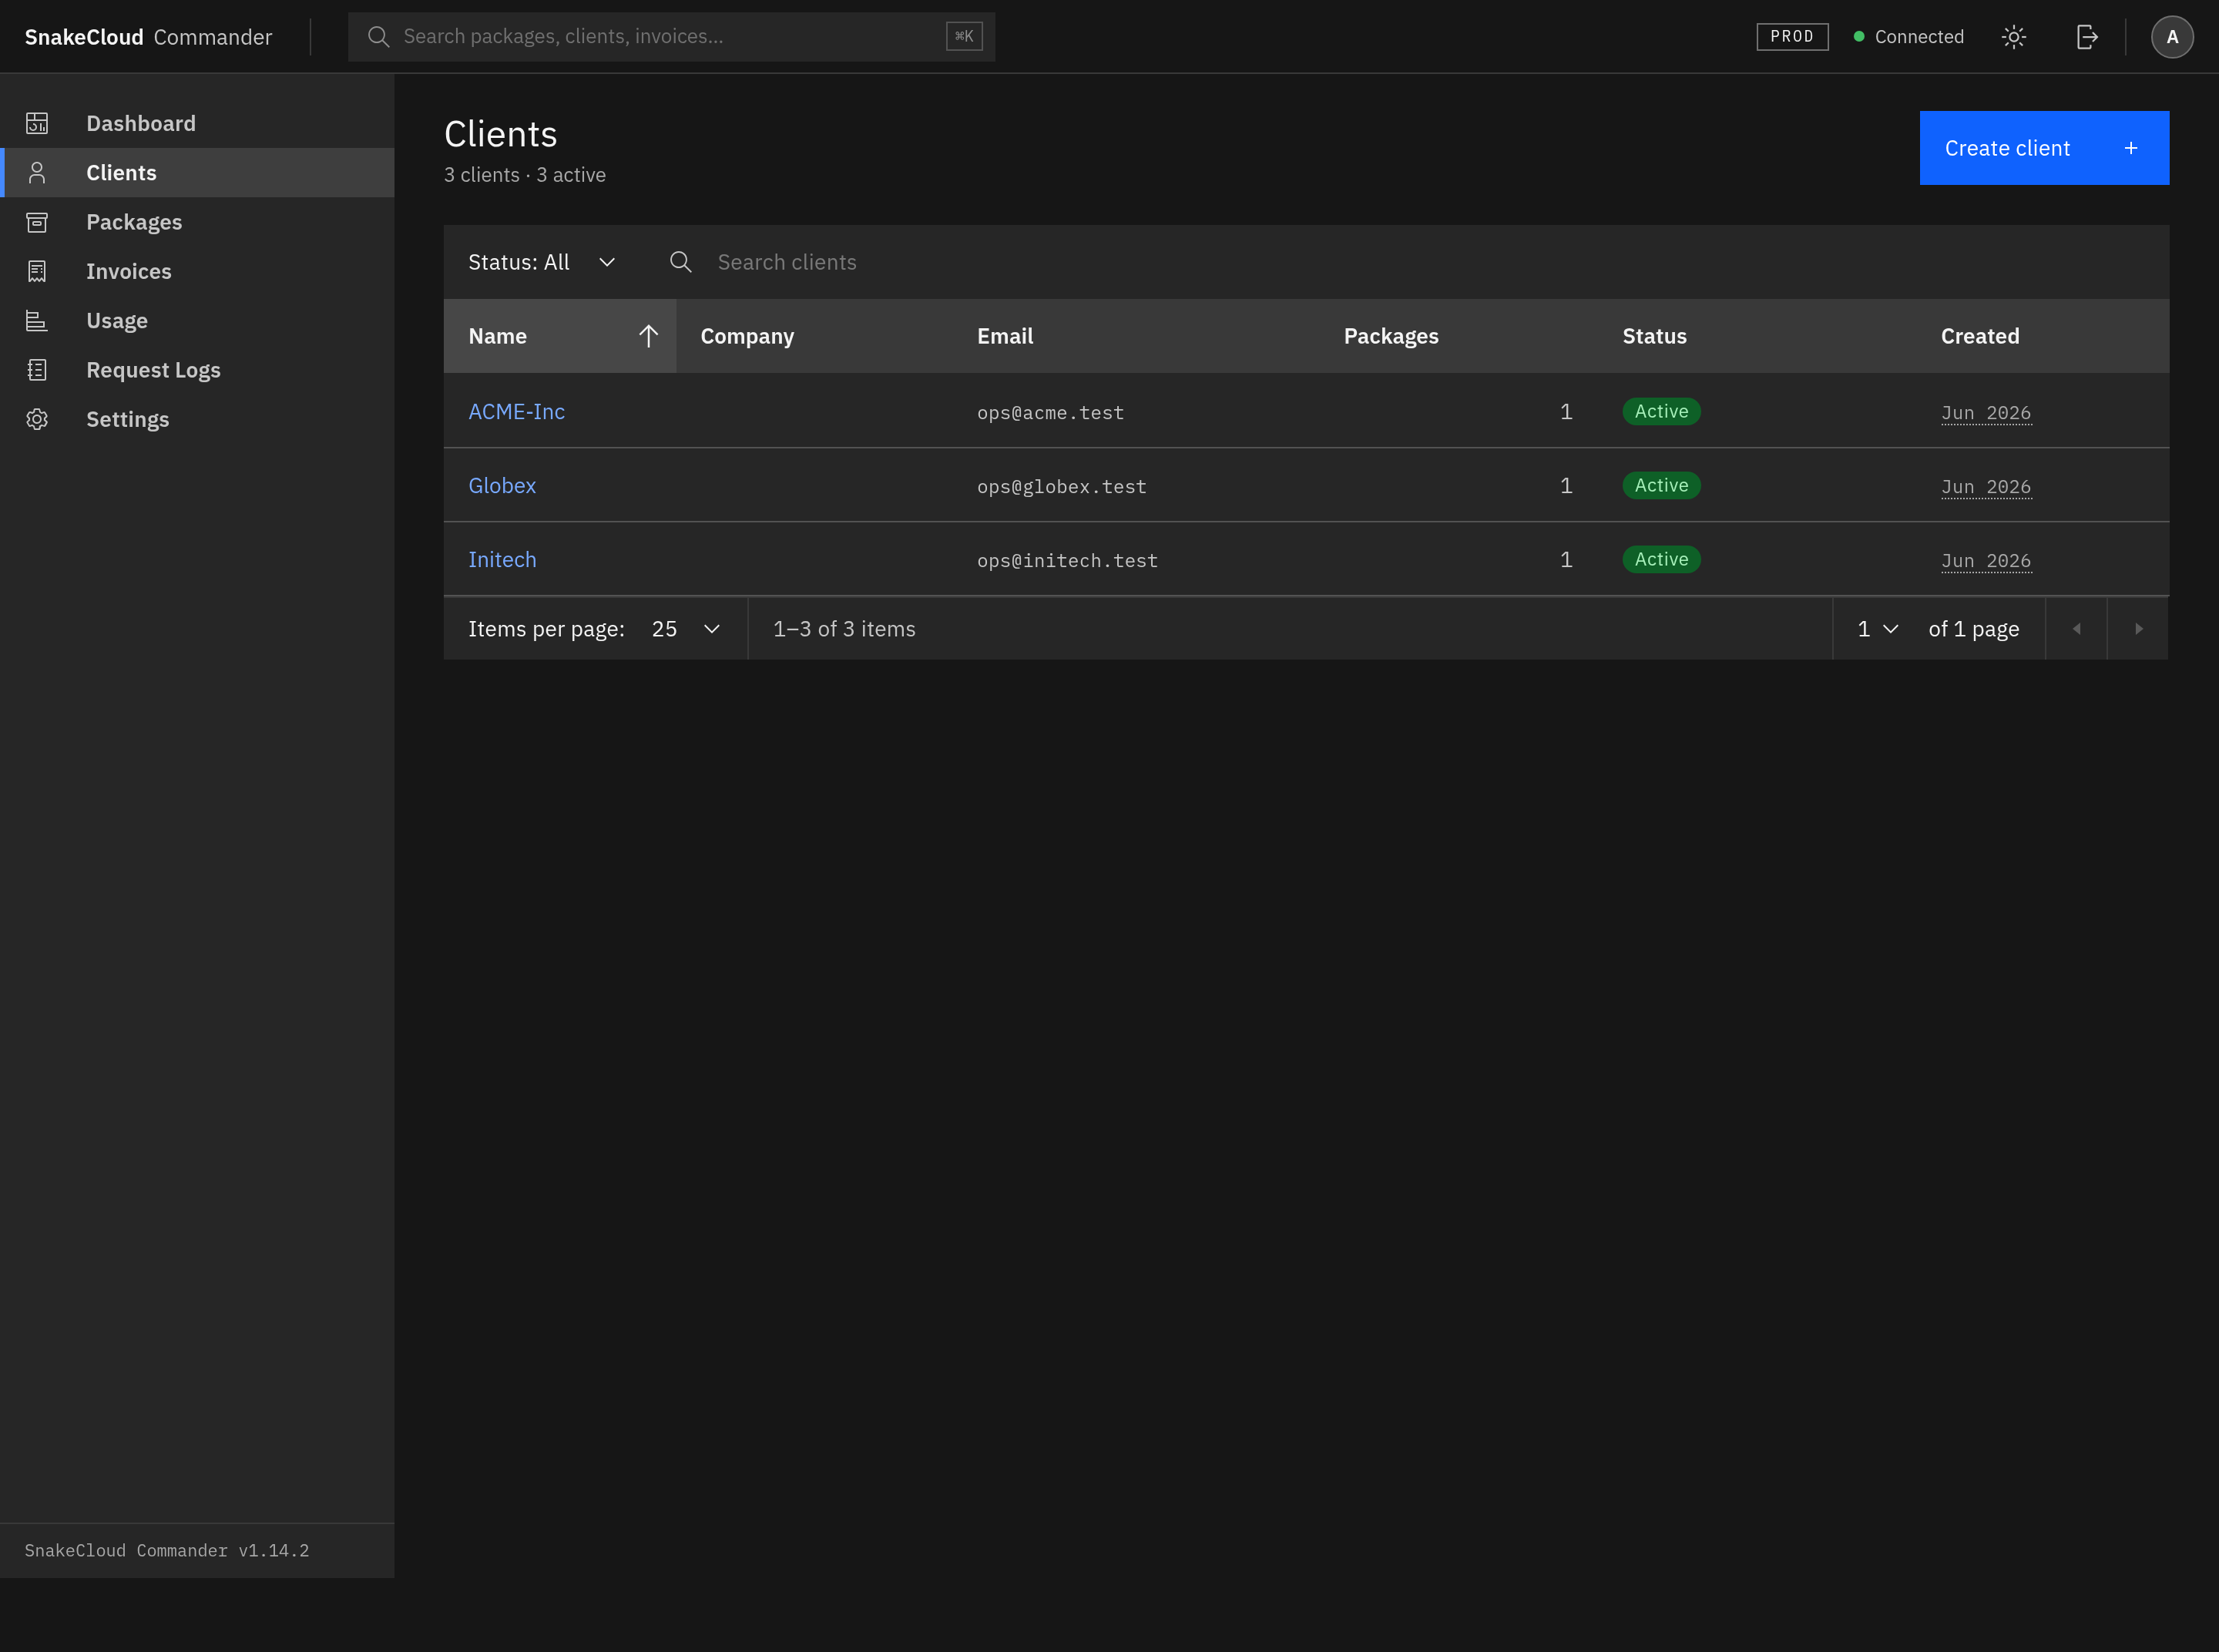 SnakeCloud Commander
Search packages, clients, invoices...
⌘K
PROD
Connected
A
Dashboard
Clients
Packages
Invoices
Usage
Request Logs
Settings
SnakeCloud Commander v1.14.2
Clients
3 clients · 3 active
Create client +
Status: All
Search clients
Name Company Email Packages Status Created
ACME-Inc ops@acme.test 1 Active Jun 2026
Globex ops@globex.test 1 Active Jun 2026
Initech ops@initech.test 1 Active Jun 2026
Items per page: 25 1–3 of 3 items 1 of 1 page